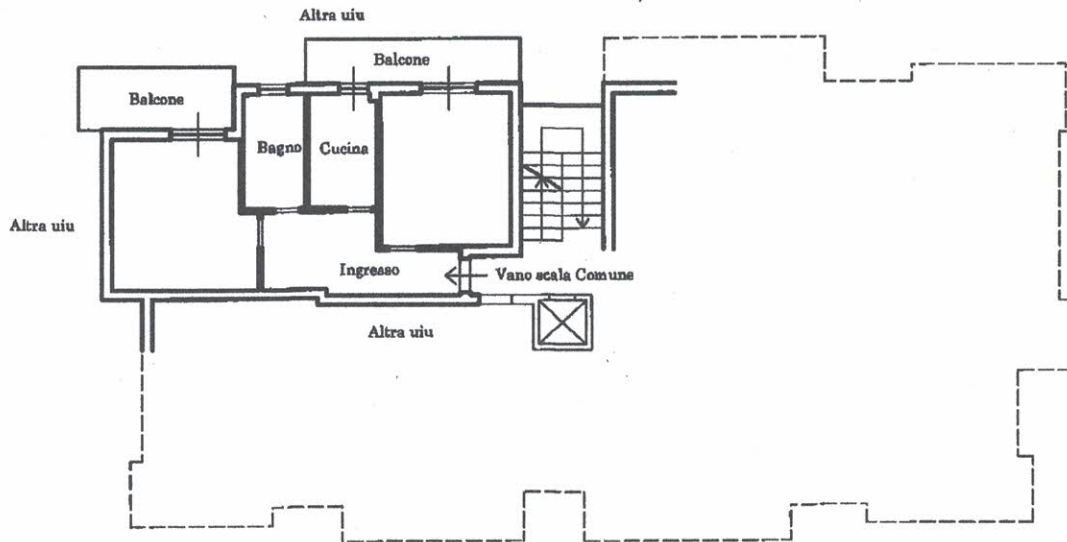 Altra uiu
Balcone
Balcone
Bagno
Cucina
Altra uiu
Ingresso
Vano scala Comune
Altra uiu